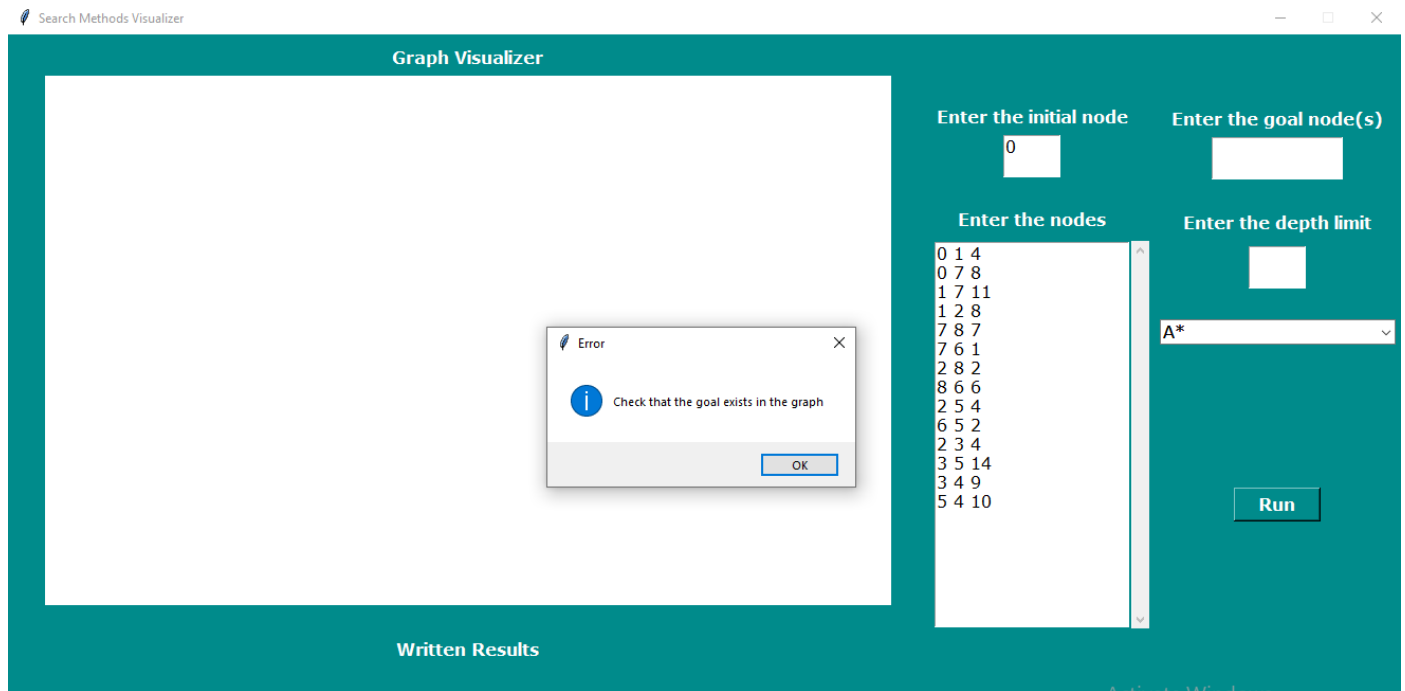 Search Methods Visualizer
Graph Visualizer
Enter the initial node
Enter the goal node(s)
0
Enter the nodes
Enter the depth limit
0 1 4
0 7 8
1 7 11
1 2 8
7 8 7
7 6 1
2 8 2
8 6 6
2 5 4
6 5 2
2 3 4
3 5 14
3 4 9
5 4 10
A*
Error
Check that the goal exists in the graph
OK
Run
Written Results